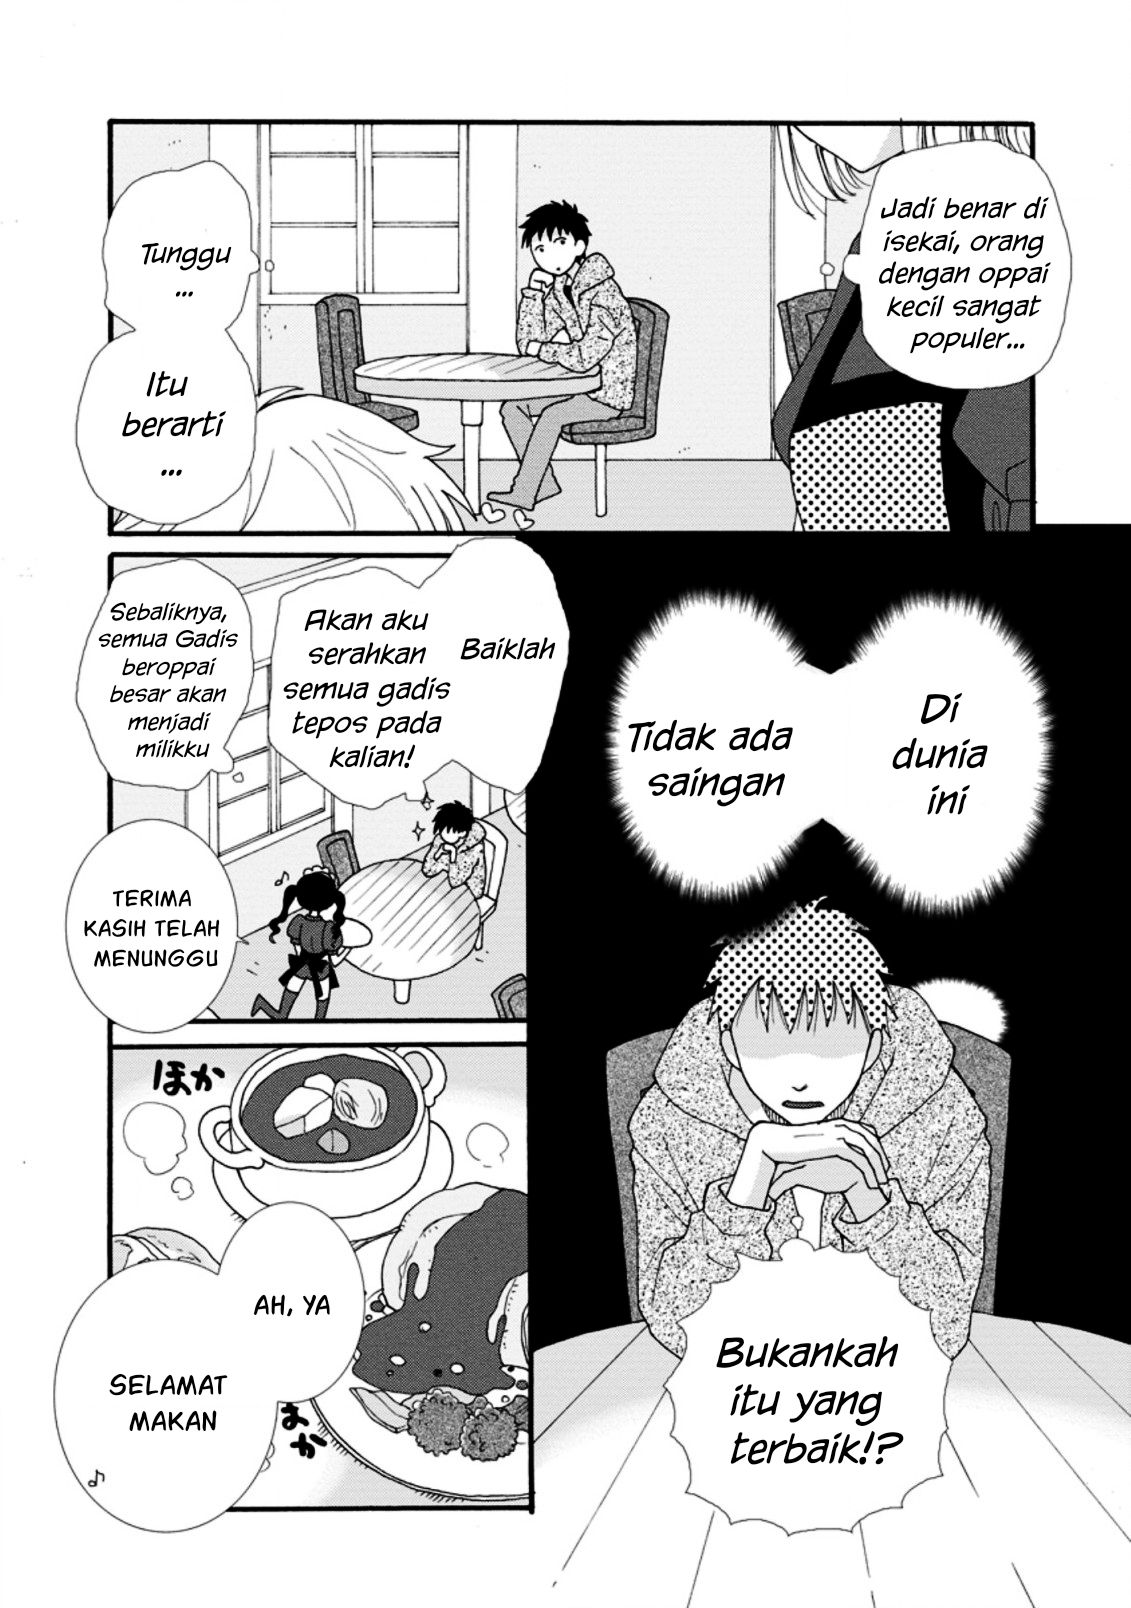 Jadi benar di
isekai, orang
dengan oppai
kecil sangat
populer...
Tunggu
...
Itu
berarti
...
Di
dunia
ini
Tidak ada
saingan
Bukankah
itu yang
terbaik!?
Baiklah
Akan aku
serahkan
semua gadis
tepos pada
kalian!
Sebaliknya,
semua Gadis
beroppai
besar akan
menjadi
milikku
TERIMA
KASIH TELAH
MENUNGGU
ほか
AH, YA
SELAMAT
MAKAN
ほか